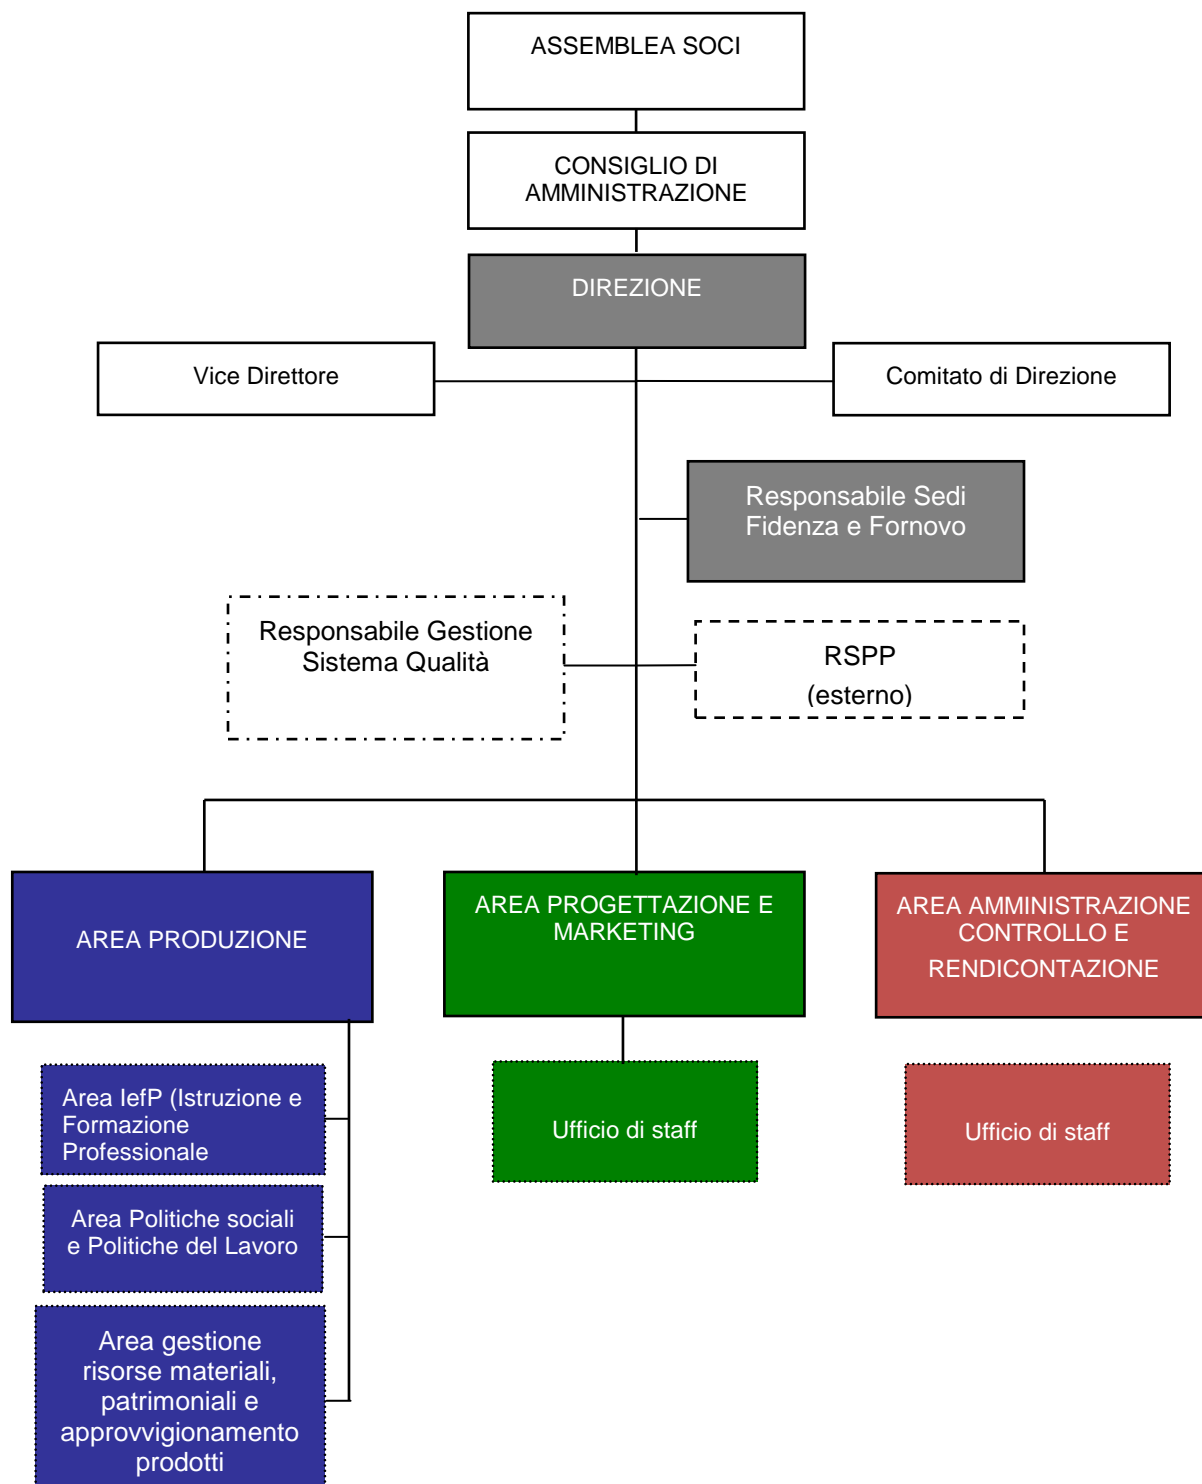 ASSEMBLEA SOCI
CONSIGLIO DI
AMMINISTRAZIONE
DIREZIONE
Vice Direttore
Comitato di Direzione
Responsabile Sedi
Fidenza e Fornovo
Responsabile Gestione
Sistema Qualità
RSPP
(esterno)
AREA PRODUZIONE
AREA PROGETTAZIONE E
MARKETING
AREA AMMINISTRAZIONE
CONTROLLO E
RENDICONTAZIONE
Area IefP (Istruzione e
Formazione
Professionale
Ufficio di staff
Ufficio di staff
Area Politiche sociali
e Politiche del Lavoro
Area gestione
risorse materiali,
patrimoniali e
approvvigionamento
prodotti